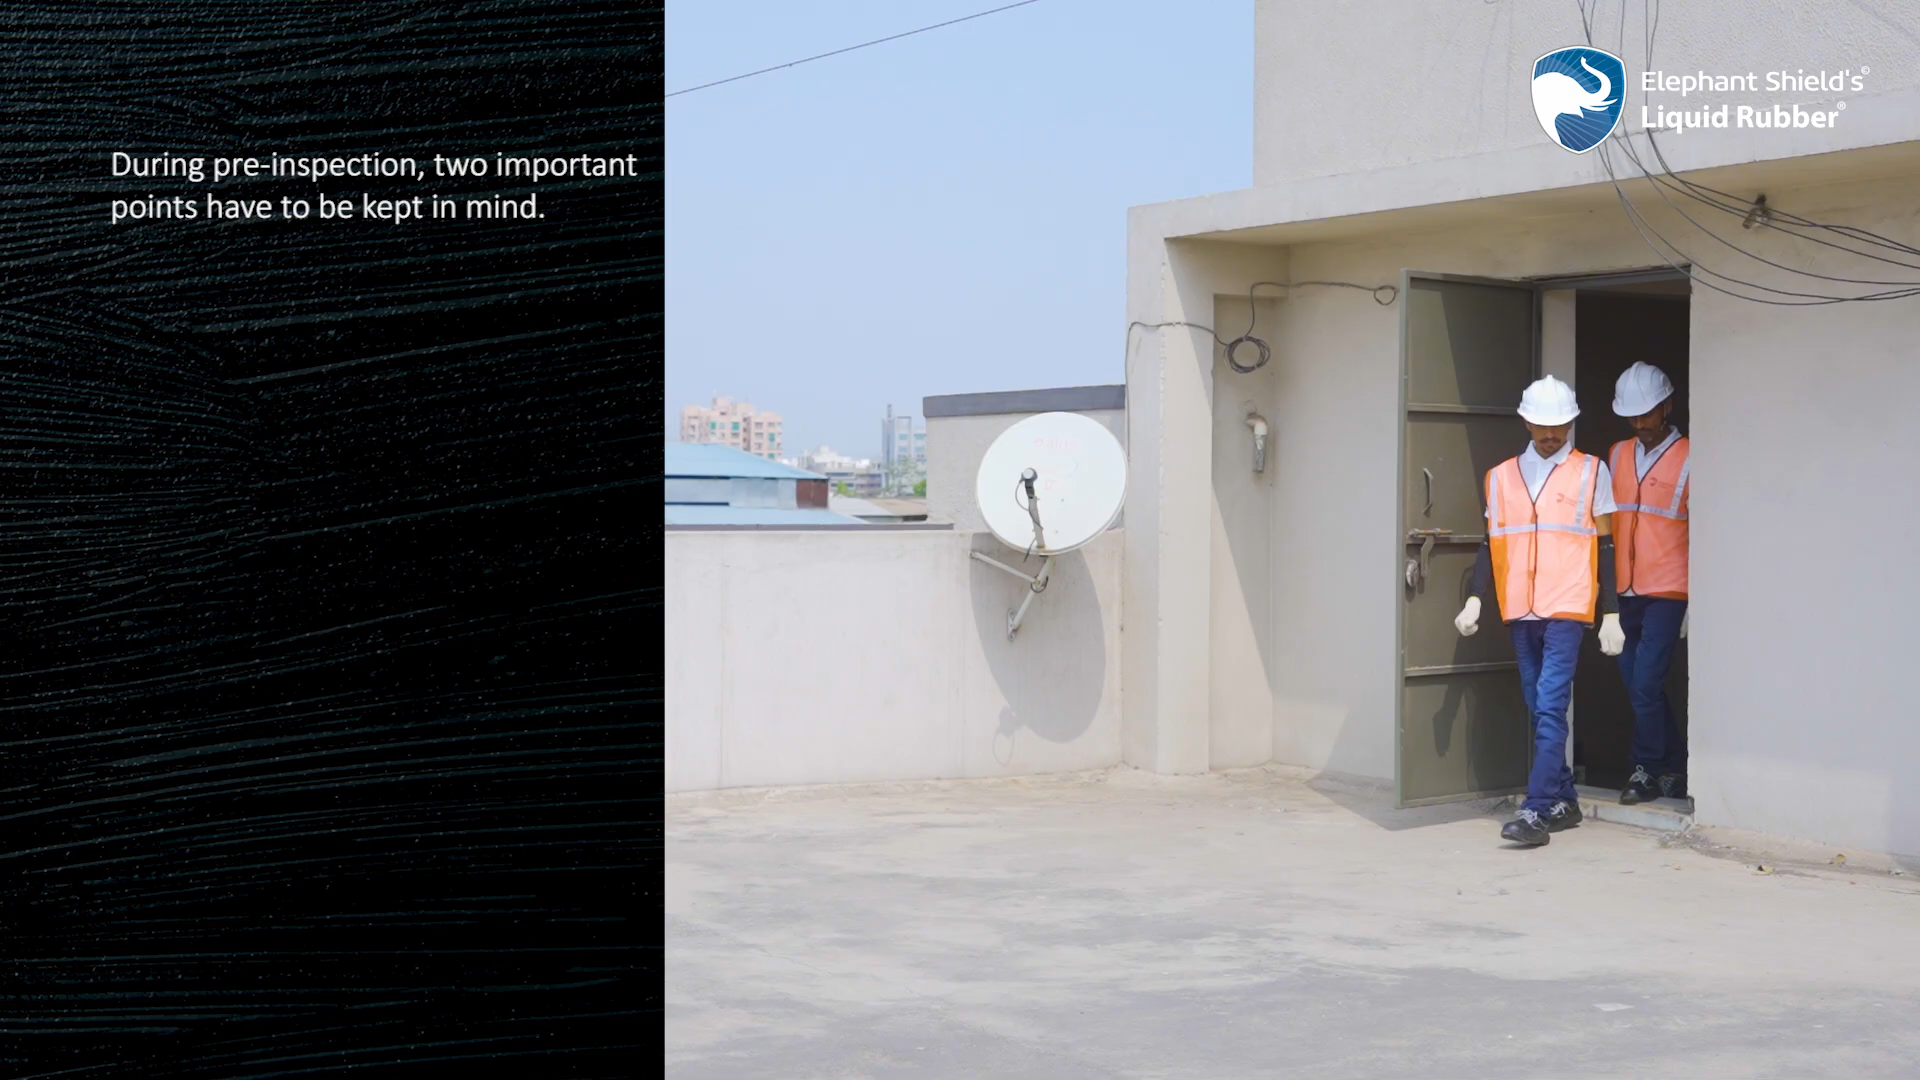 During pre-inspection, two important
points have to be kept in mind.
Elephant Shield's©
Liquid Rubber®